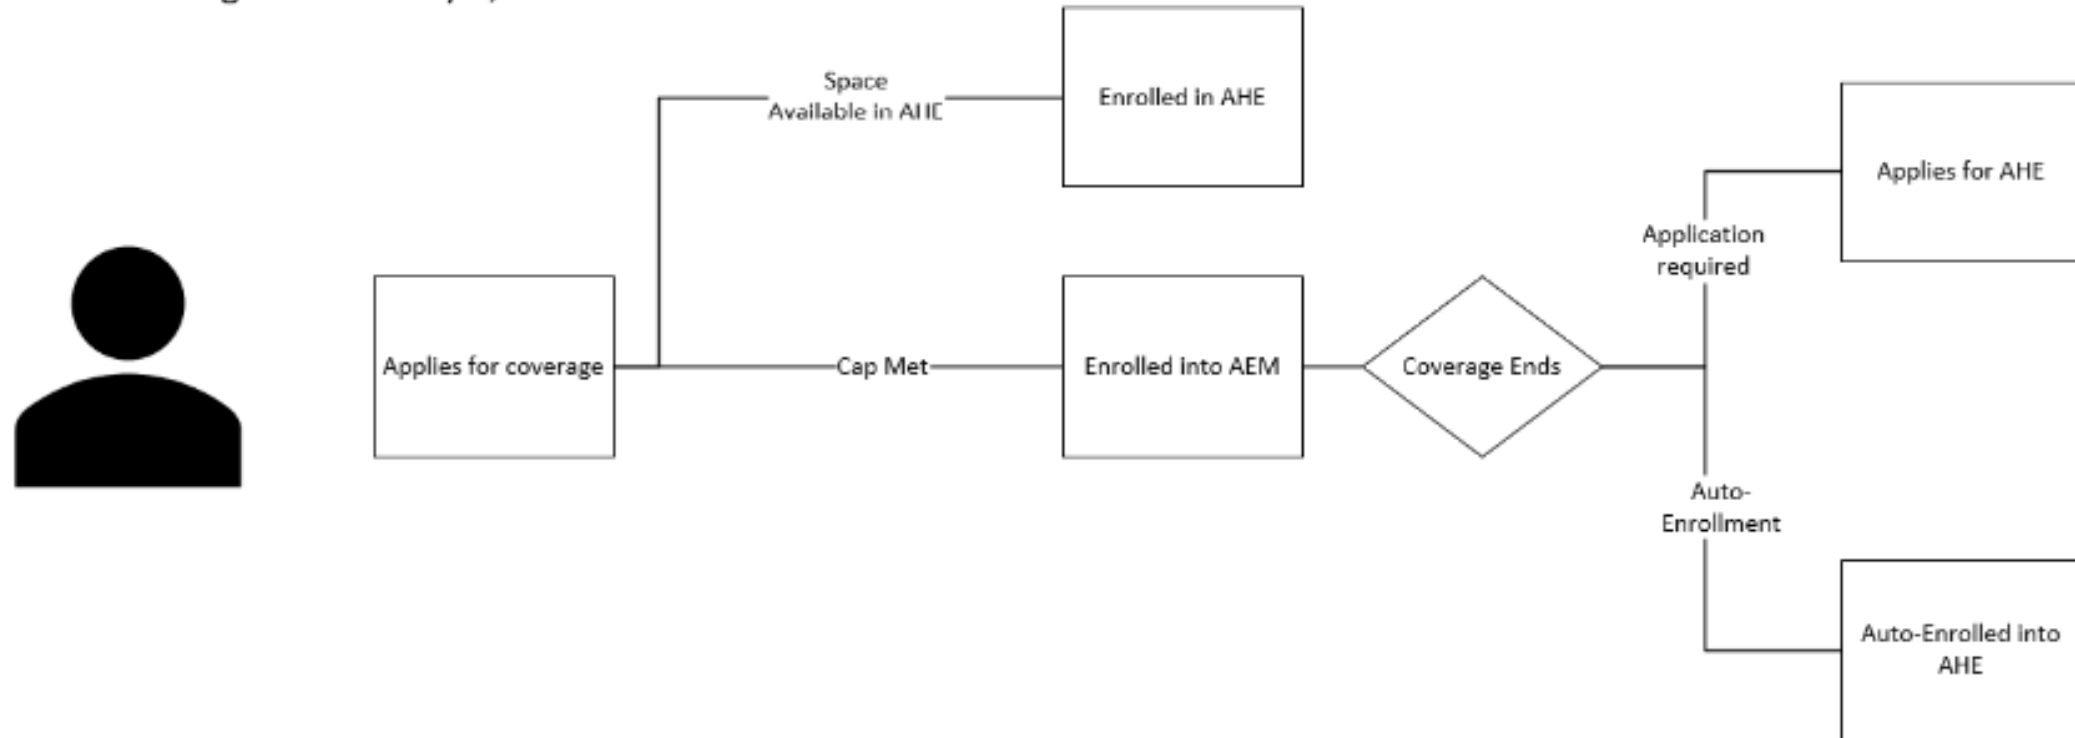 Space
Available in AHE
Enrolled in AHE
Applies for AHE
Application
required
Applies for coverage
Cap Met
Enrolled into AEM
Coverage Ends
Auto-
Enrollment
Auto-Enrolled into
AHE